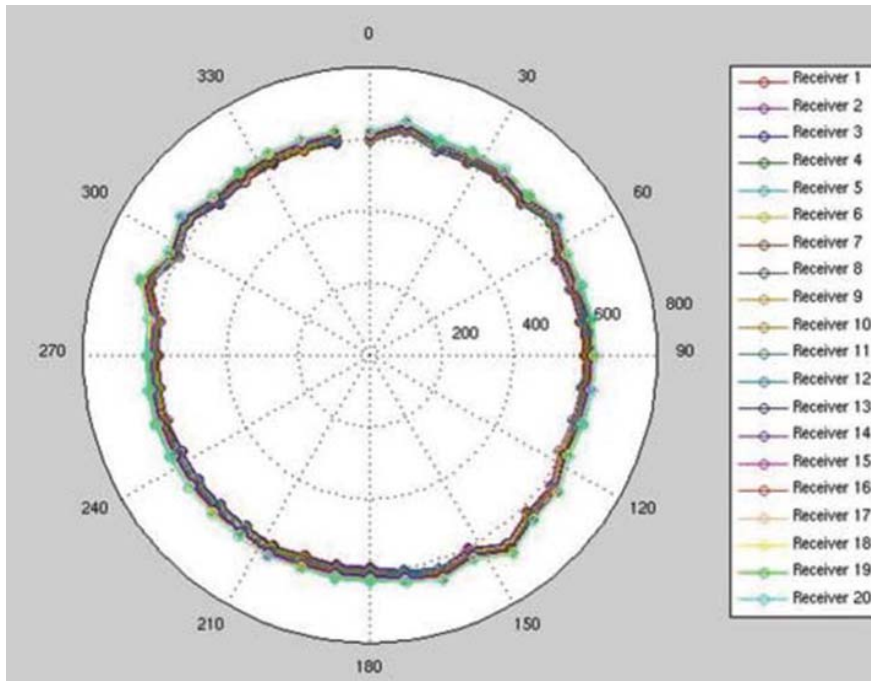 0
330
30
300
60
270
200
400
600
800
90
240
120
210
150
180
Receiver 1
Receiver 2
Receiver 3
Receiver 4
Receiver 5
Receiver 6
Receiver 7
Receiver 8
Receiver 9
Receiver 10
Receiver 11
Receiver 12
Receiver 13
Receiver 14
Receiver 15
Receiver 16
Receiver 17
Receiver 18
Receiver 19
Receiver 20